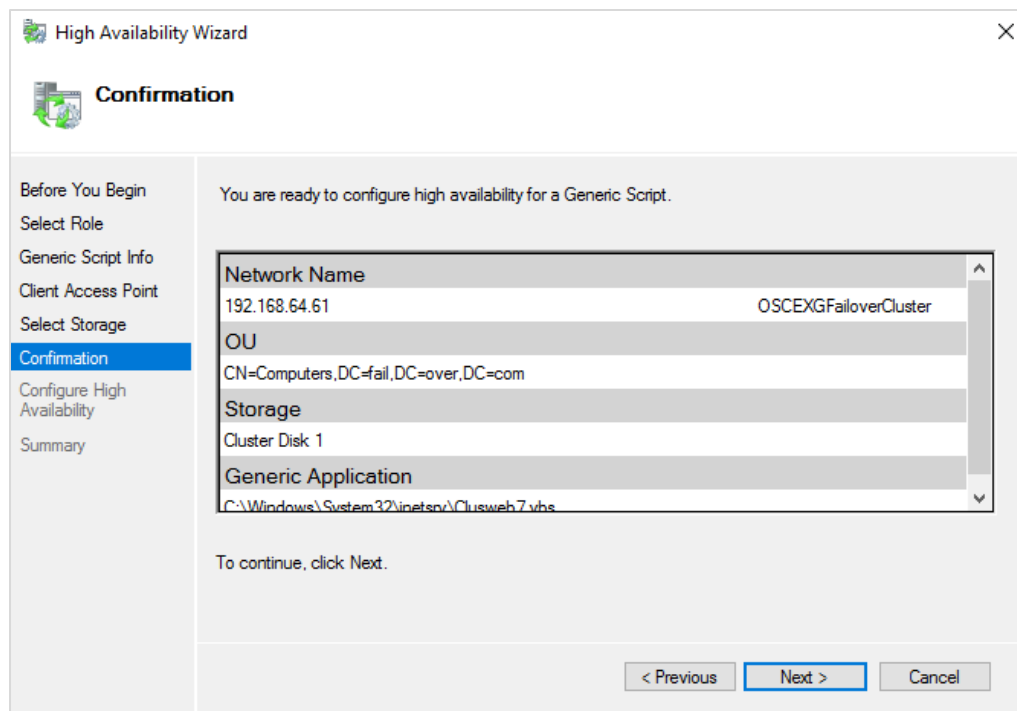 High Availability Wizard
Confirmation
Before You Begin
Select Role
Generic Script Info
Client Access Point
Select Storage
Confirmation
Configure High
Availability
Summary
You are ready to configure high availability for a Generic Script.
Network Name
192.168.64.61 OSCEXGFailoverCluster
OU
CN=Computers,DC=fail,DC=over,DC=com
Storage
Cluster Disk 1
Generic Application
C:\Windows\System32\inetsrv\Clusweb7.vbs
To continue, click Next.
< Previous Next > Cancel